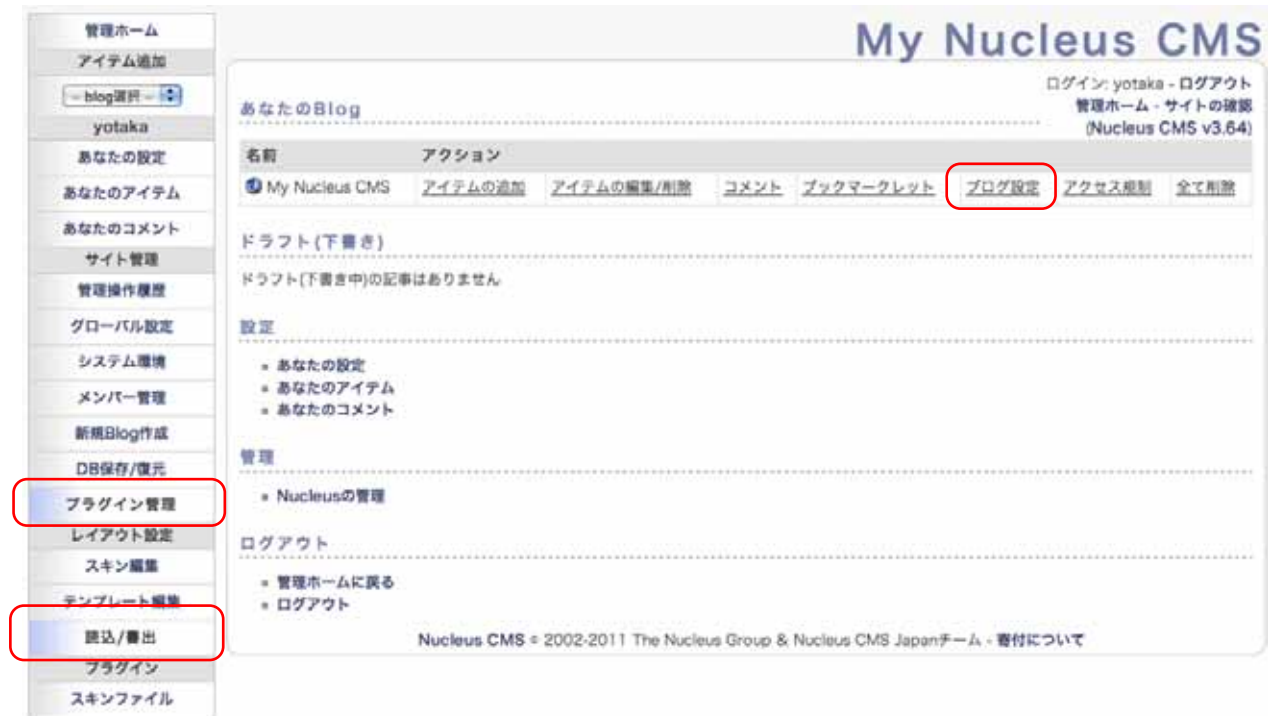 管理ホーム
アイテム追加
- blog選択 -
yotaka
あなたの設定
あなたのアイテム
あなたのコメント
サイト管理
管理操作履歴
グローバル設定
システム環境
メンバー管理
新規Blog作成
DB保存/復元
プラグイン管理
レイアウト設定
スキン編集
テンプレート編集
読込/書出
プラグイン
スキンファイル
My Nucleus CMS
ログイン: yotaka - ログアウト
管理ホーム - サイトの確認
(Nucleus CMS v3.64)
あなたのBlog
名前 アクション
My Nucleus CMS アイテムの追加 アイテムの編集/削除 コメント ブックマークレット ブログ設定 アクセス規制 全て削除
ドラフト(下書き)
ドラフト(下書き中)の記事はありません
設定
あなたの設定
あなたのアイテム
あなたのコメント
管理
Nucleusの管理
ログアウト
管理ホームに戻る
ログアウト
Nucleus CMS © 2002-2011 The Nucleus Group & Nucleus CMS Japanチーム - 寄付について